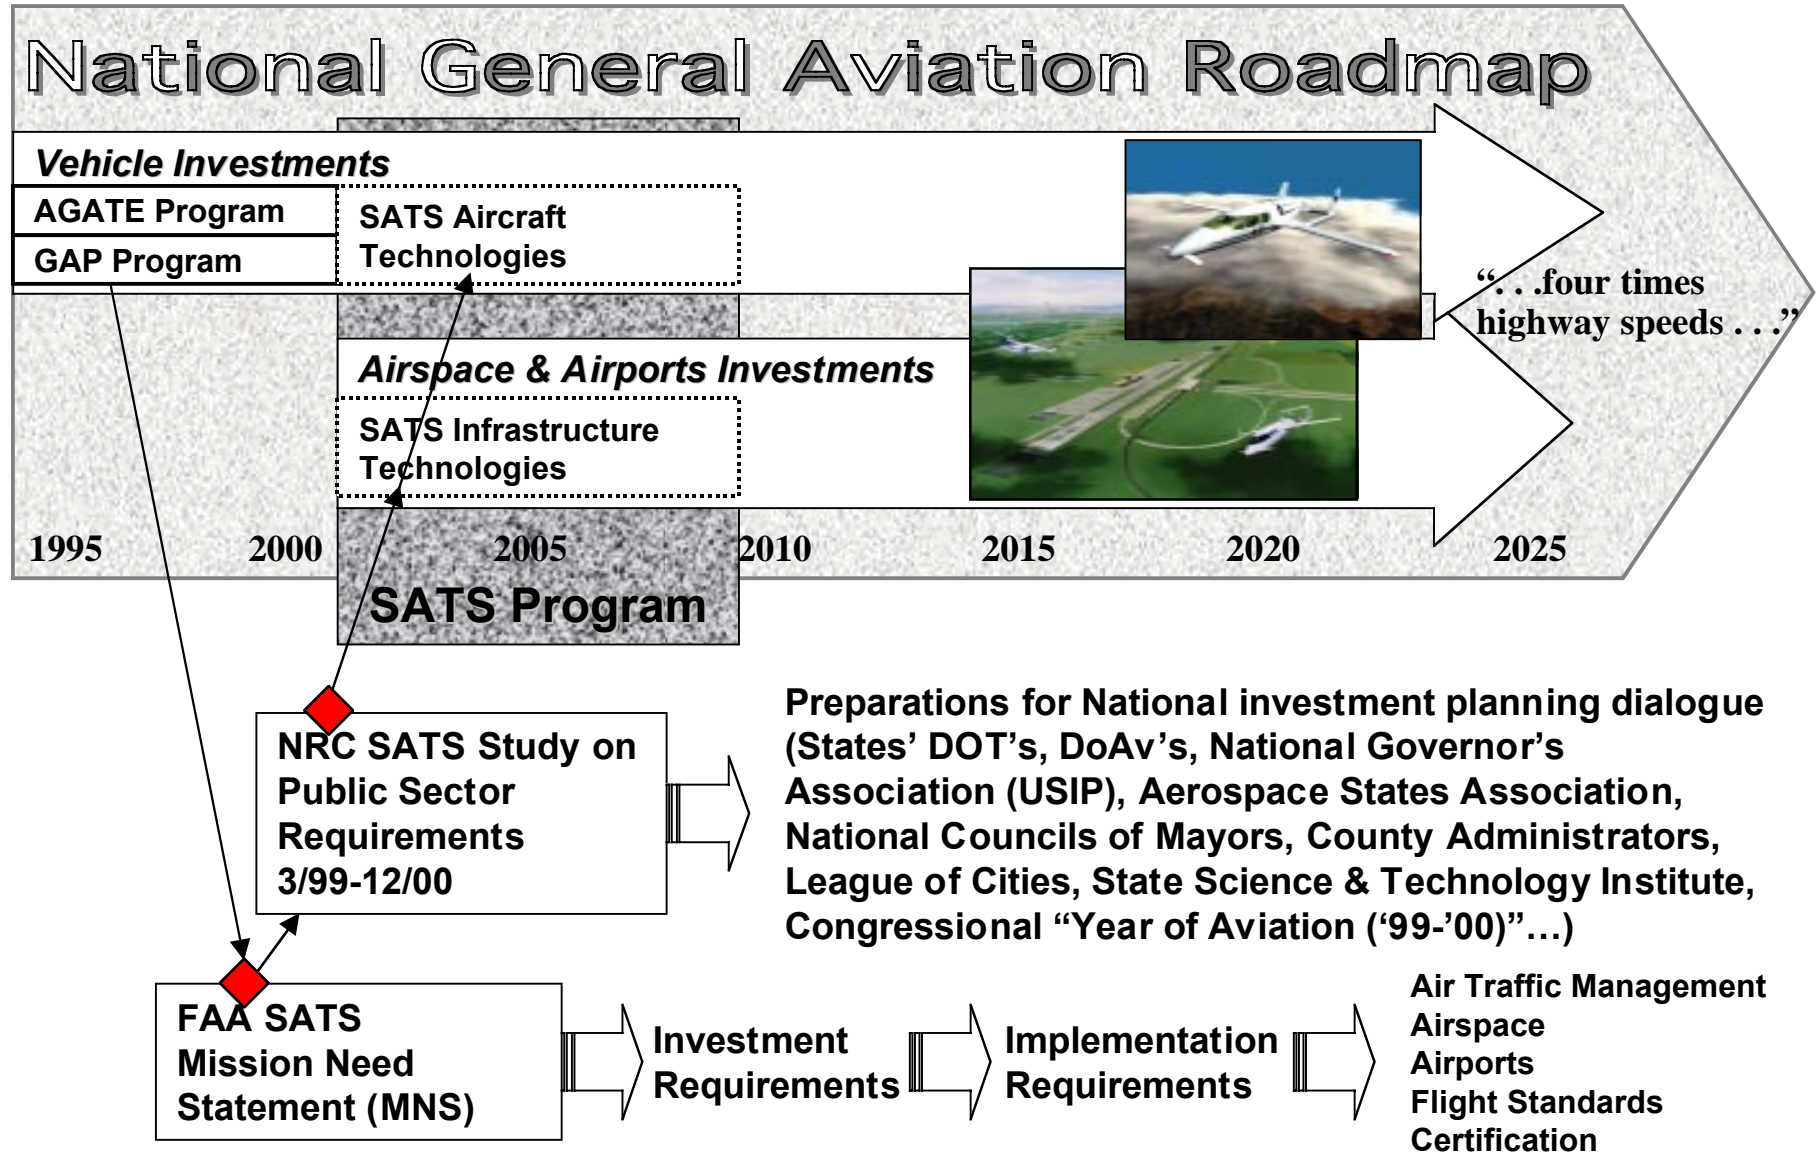 National General Aviation Roadmap
Vehicle Investments
AGATE Program
GAP Program
SATS Aircraft
Technologies
“. . .four times
highway speeds . . .”
Airspace & Airports Investments
SATS Infrastructure
Technologies
1995 2000 2005 2010 2015 2020 2025
SATS Program
NRC SATS Study on
Public Sector
Requirements
3/99-12/00
Preparations for National investment planning dialogue
(States’ DOT’s, DoAv’s, National Governor’s
Association (USIP), Aerospace States Association,
National Councils of Mayors, County Administrators,
League of Cities, State Science & Technology Institute,
Congressional “Year of Aviation (‘99-’00)”…)
FAA SATS
Mission Need
Statement (MNS)
Investment
Requirements
Implementation
Requirements
Air Traffic Management
Airspace
Airports
Flight Standards
Certification